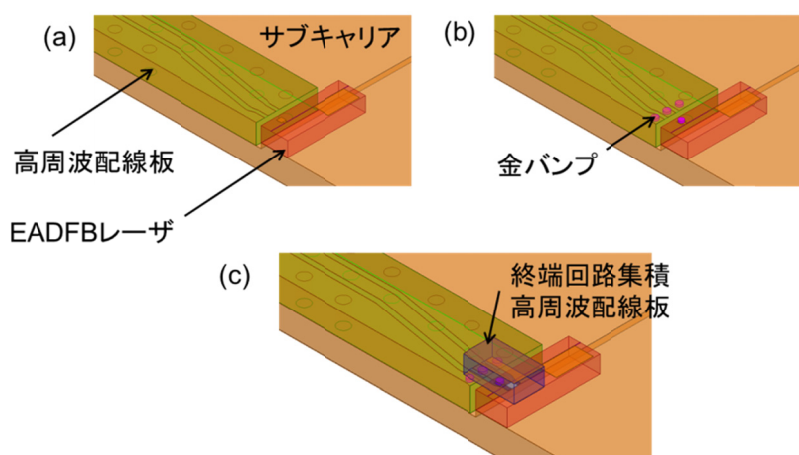 (a)
サブキャリア
高周波配線板
EADFBレーザ
(b)
金バンプ
(c)
終端回路集積
高周波配線板